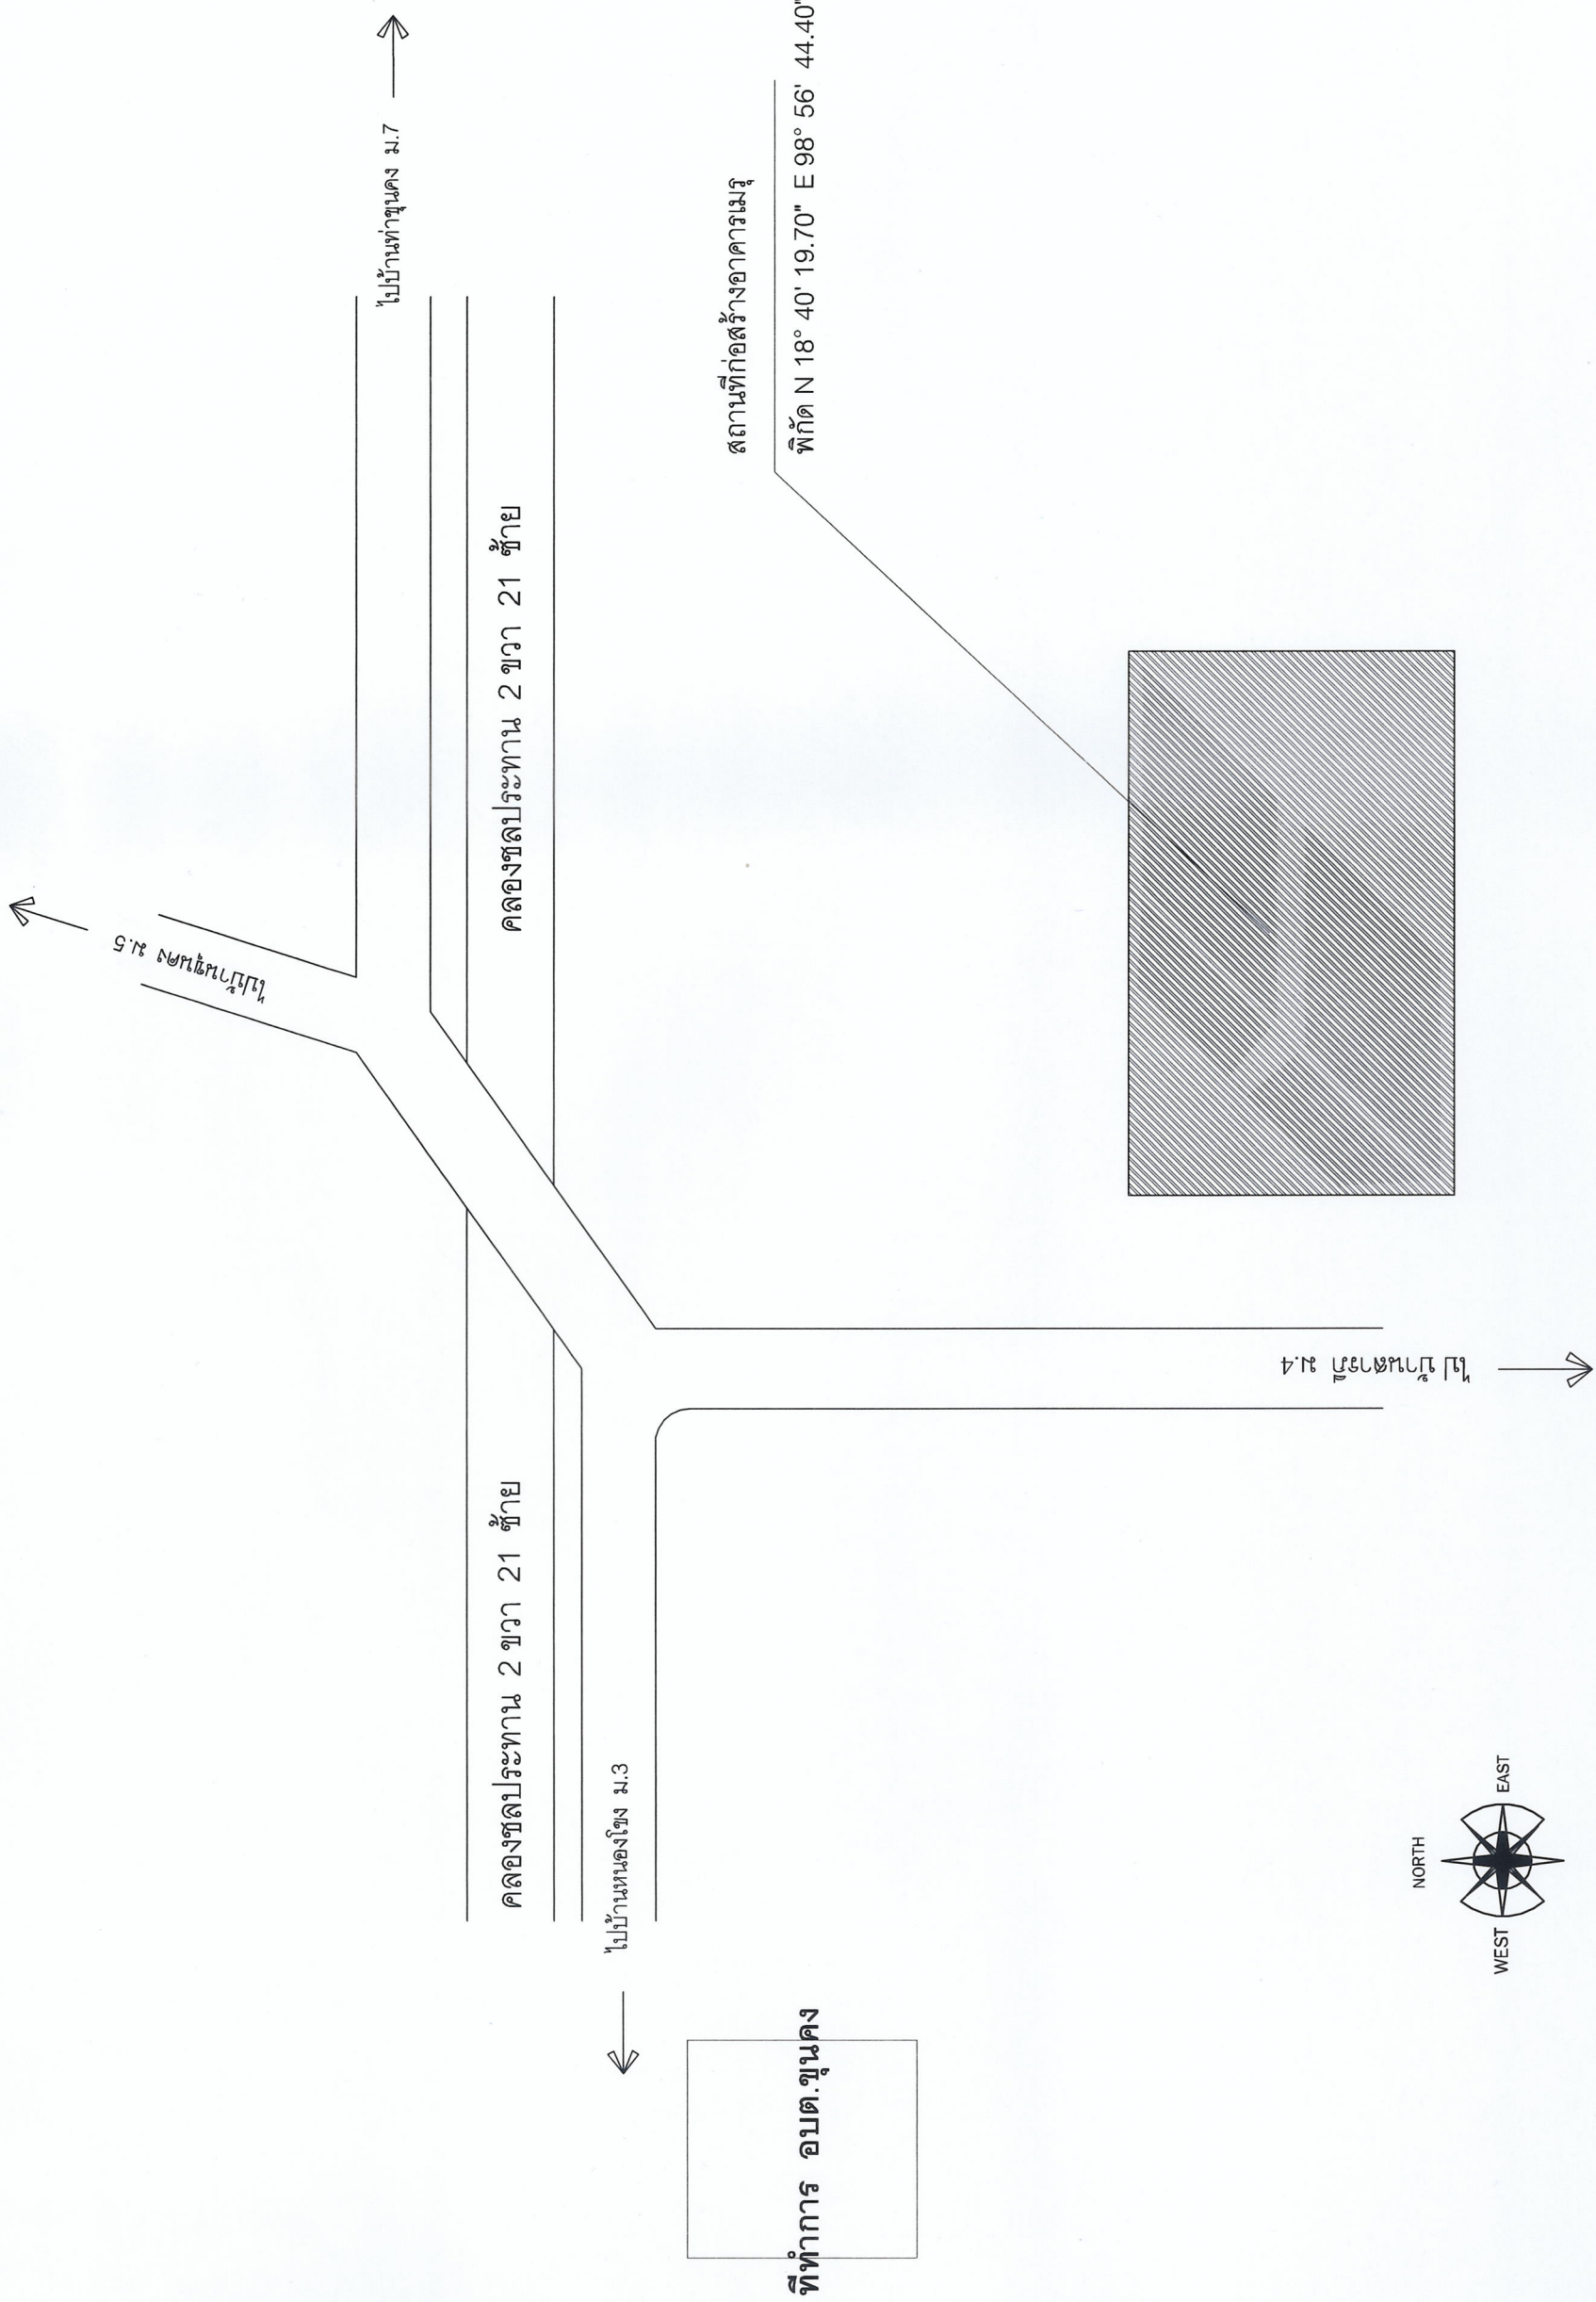 ไปบ้านขุนคง ม.5
ไปบ้านท่าขุนคง ม.7
คลองชลประทาน 2 ขวา 21 ซ้าย
คลองชลประทาน 2 ขวา 21 ซ้าย
ไปบ้านหนองโขง ม.3
สถานที่ก่อสร้างอาคารเมรุ
พิกัด N 18° 40' 19.70" E 98° 56' 44.40"
ที่ทำการ อบต.ขุนคง
ไป บ้านสารภี ม.4
NORTH
WEST
EAST